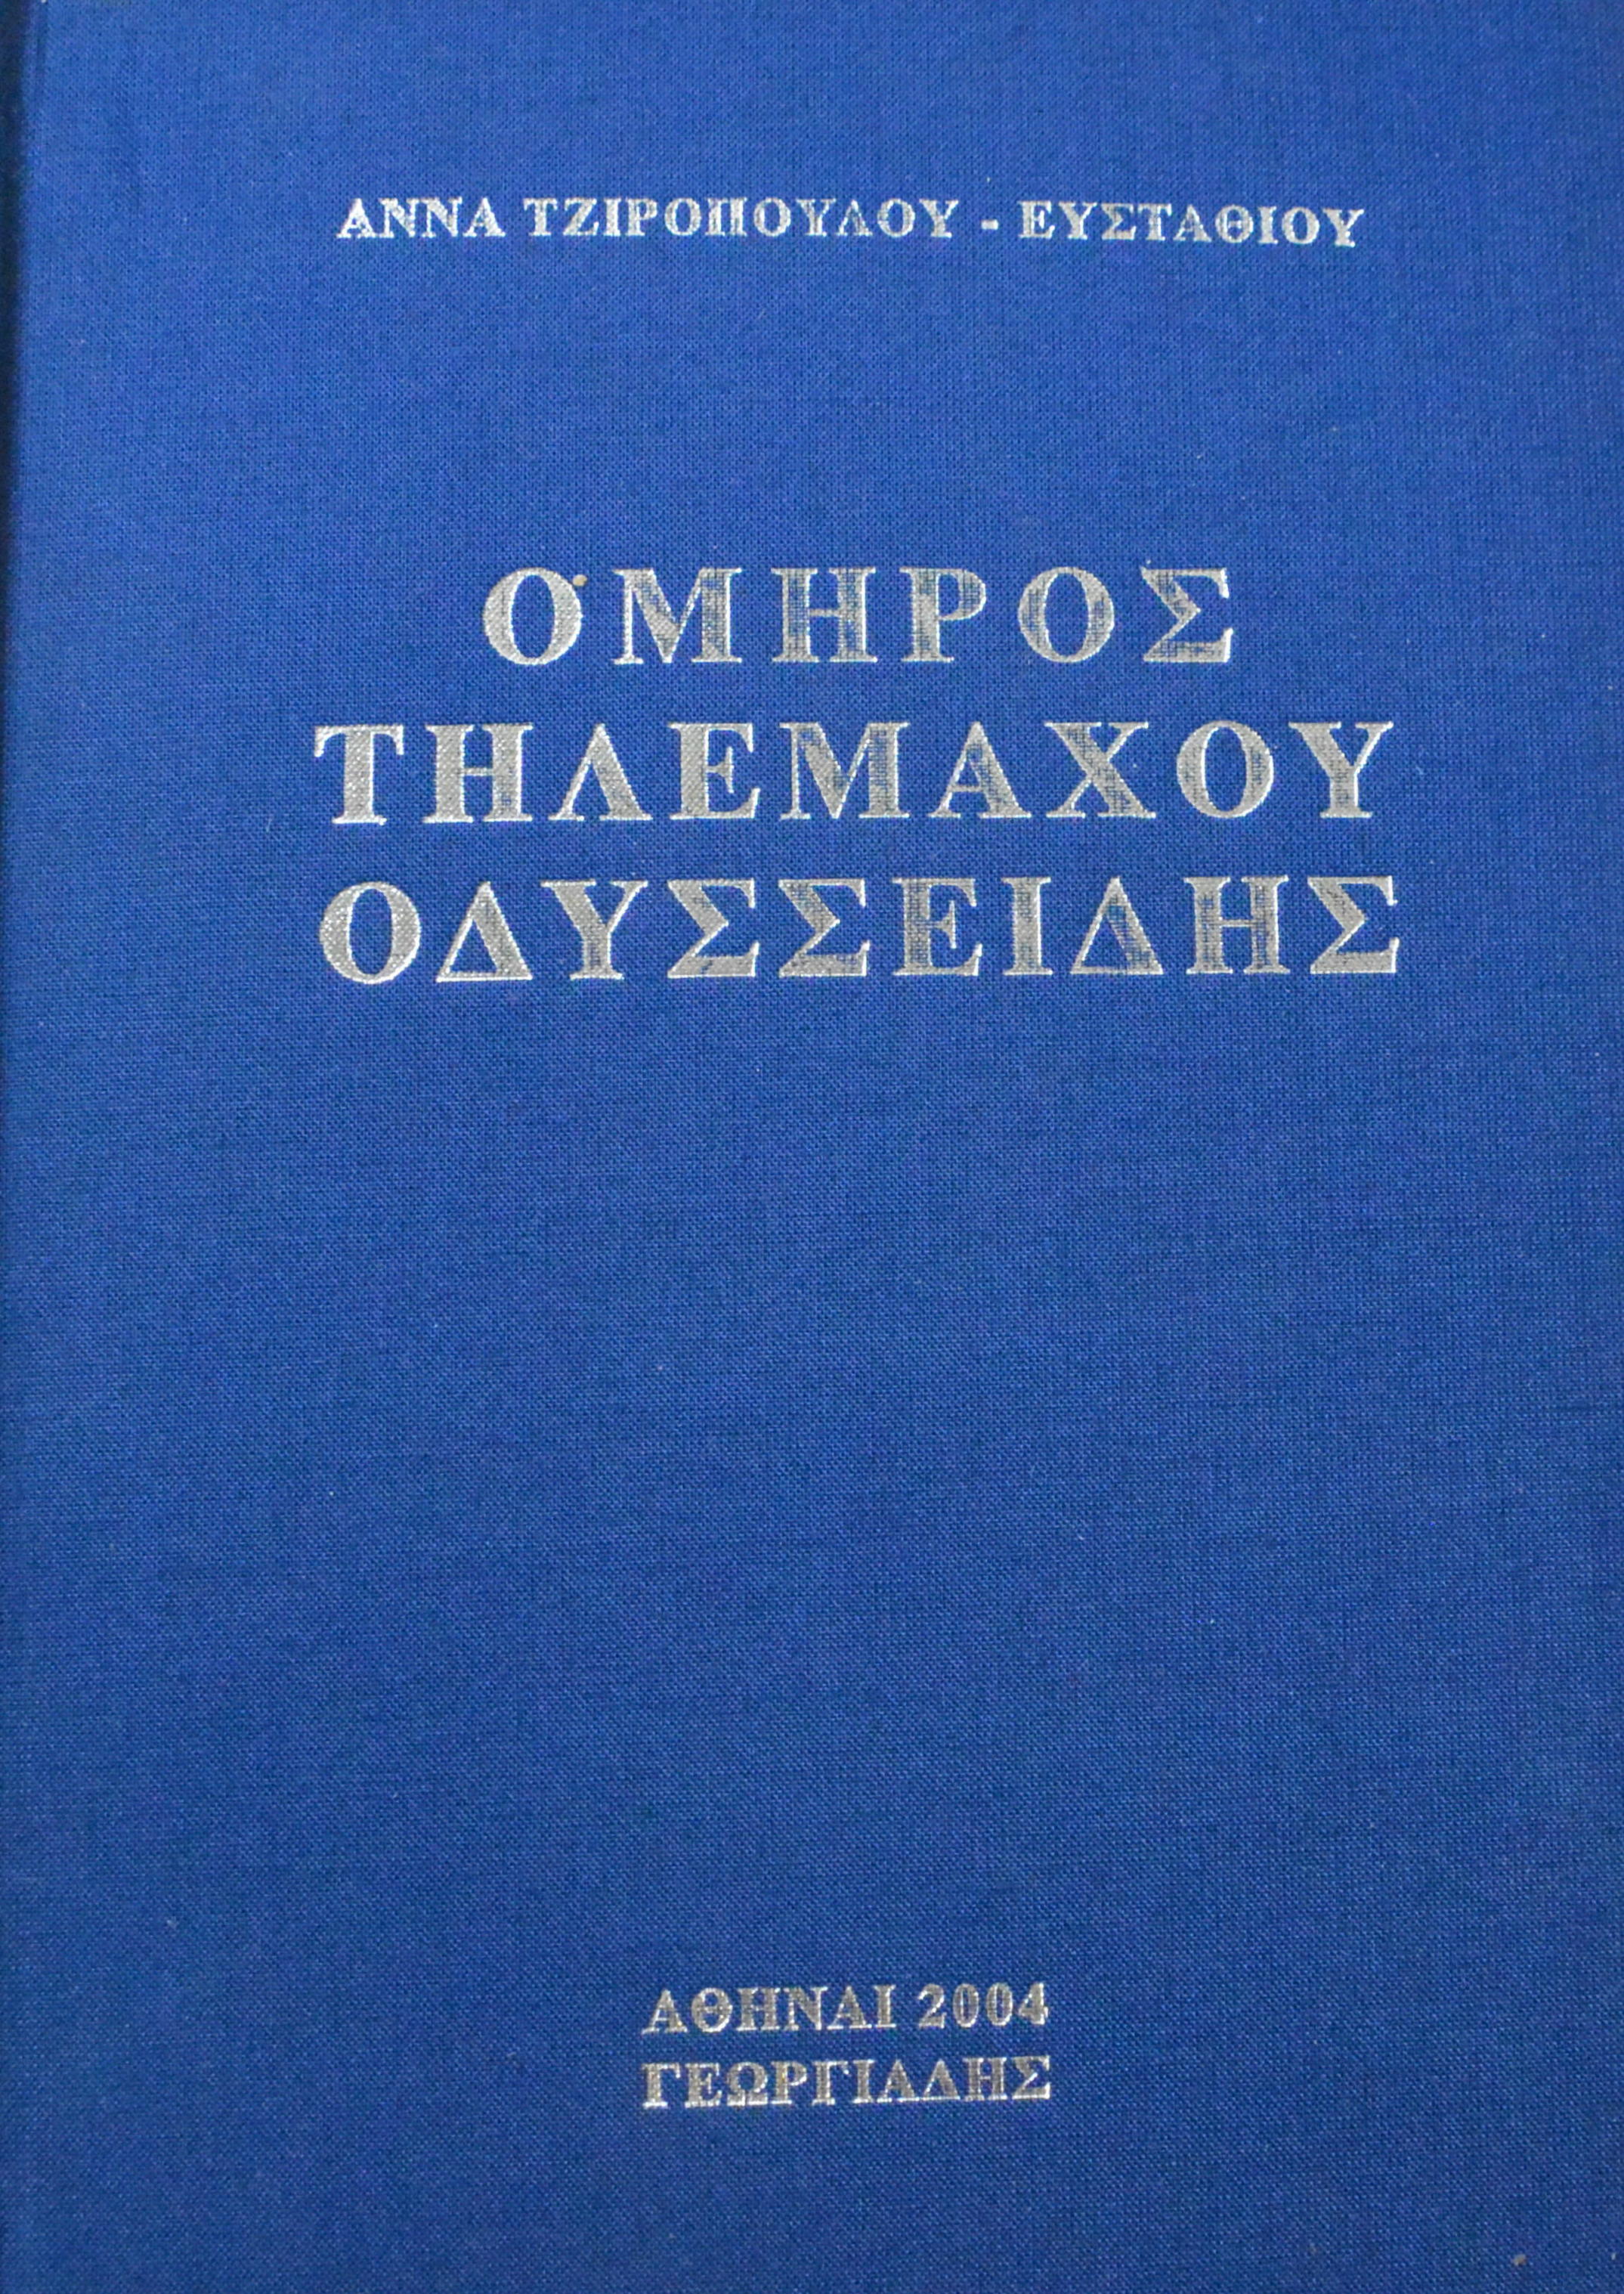 ΑΝΝΑ ΤΖΙΡΟΠΟΥΛΟΥ - ΕΥΣΤΑΘΙΟΥ
ΟΜΗΡΟΣ
ΤΗΛΕΜΑΧΟΥ
ΟΔΥΣΣΕΙΔΗΣ
ΑΘΗΝΑΙ 2004
ΓΕΩΡΓΙΑΔΗΣ